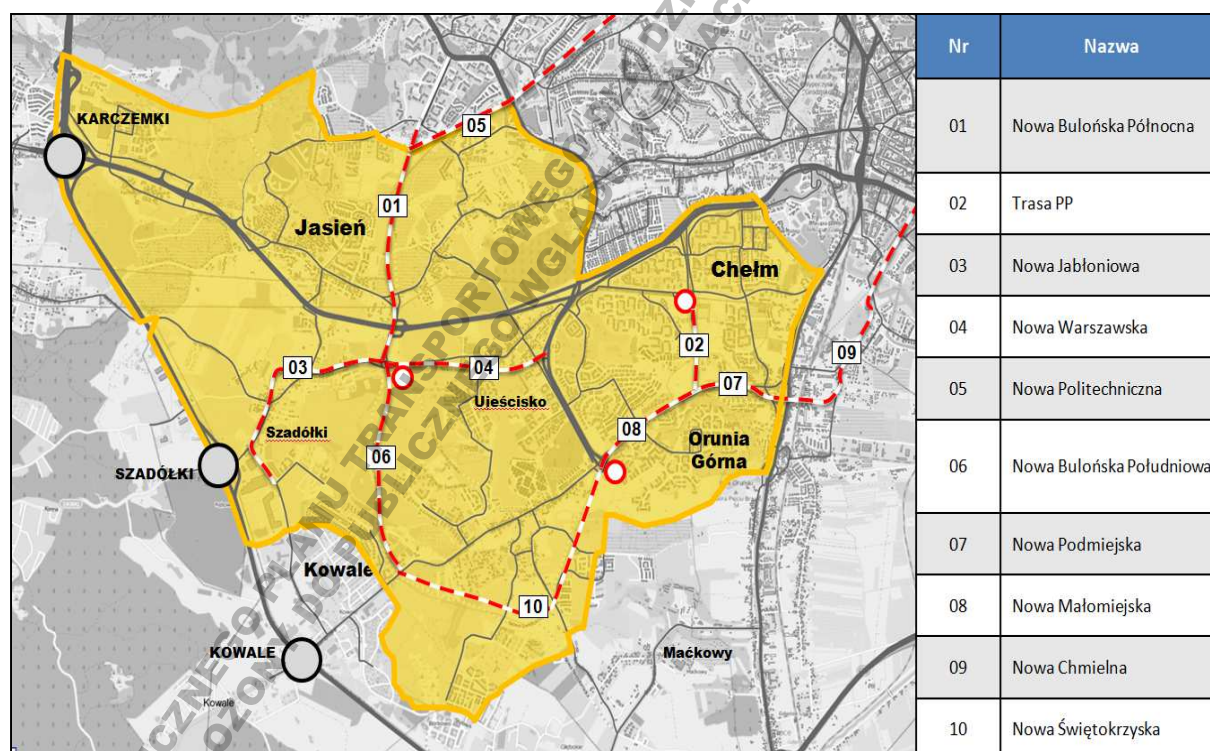 KARCZEMKI
05
01
Jasień
Chełm
02
09
03
04
07
Ujeścisko
08
Szadółki
Orunia
Górna
06
SZADÓŁKI
Kowale
10
KOWALE
Maćkowy
Kowale
Nr Nazwa
01 Nowa Bulońska Północna
02 Trasa PP
03 Nowa Jabłoniowa
04 Nowa Warszawska
05 Nowa Politechniczna
06 Nowa Bulońska Południowa
07 Nowa Podmiejska
08 Nowa Małomiejska
09 Nowa Chmielna
10 Nowa Świętokrzyska